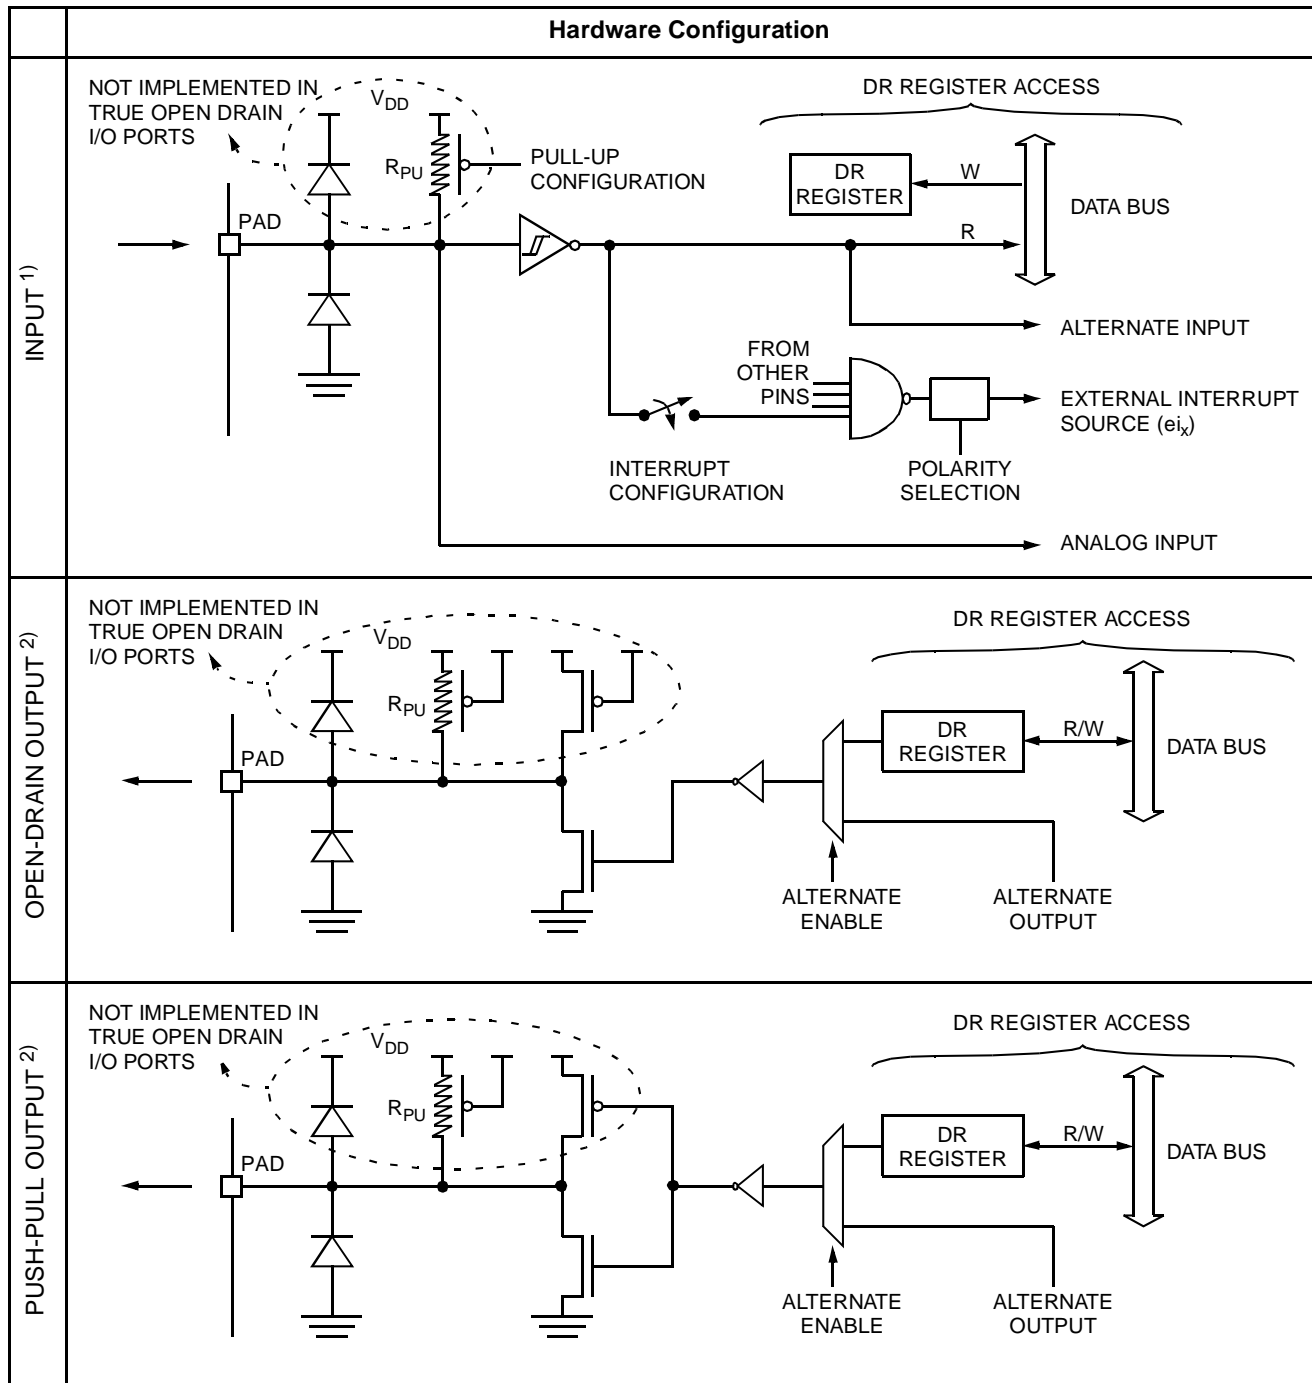 Hardware Configuration
INPUT 1)
NOT IMPLEMENTED IN
TRUE OPEN DRAIN
I/O PORTS
VDD
RPU
PULL-UP
CONFIGURATION
PAD
DR REGISTER ACCESS
DR
REGISTER
W
R
DATA BUS
ALTERNATE INPUT
FROM
OTHER
PINS
EXTERNAL INTERRUPT
SOURCE (eix)
INTERRUPT
CONFIGURATION
POLARITY
SELECTION
ANALOG INPUT
OPEN-DRAIN OUTPUT 2)
NOT IMPLEMENTED IN
TRUE OPEN DRAIN
I/O PORTS
VDD
RPU
PAD
DR REGISTER ACCESS
DR
REGISTER
R/W
DATA BUS
ALTERNATE
ENABLE
ALTERNATE
OUTPUT
PUSH-PULL OUTPUT 2)
NOT IMPLEMENTED IN
TRUE OPEN DRAIN
I/O PORTS
VDD
RPU
PAD
DR REGISTER ACCESS
DR
REGISTER
R/W
DATA BUS
ALTERNATE
ENABLE
ALTERNATE
OUTPUT